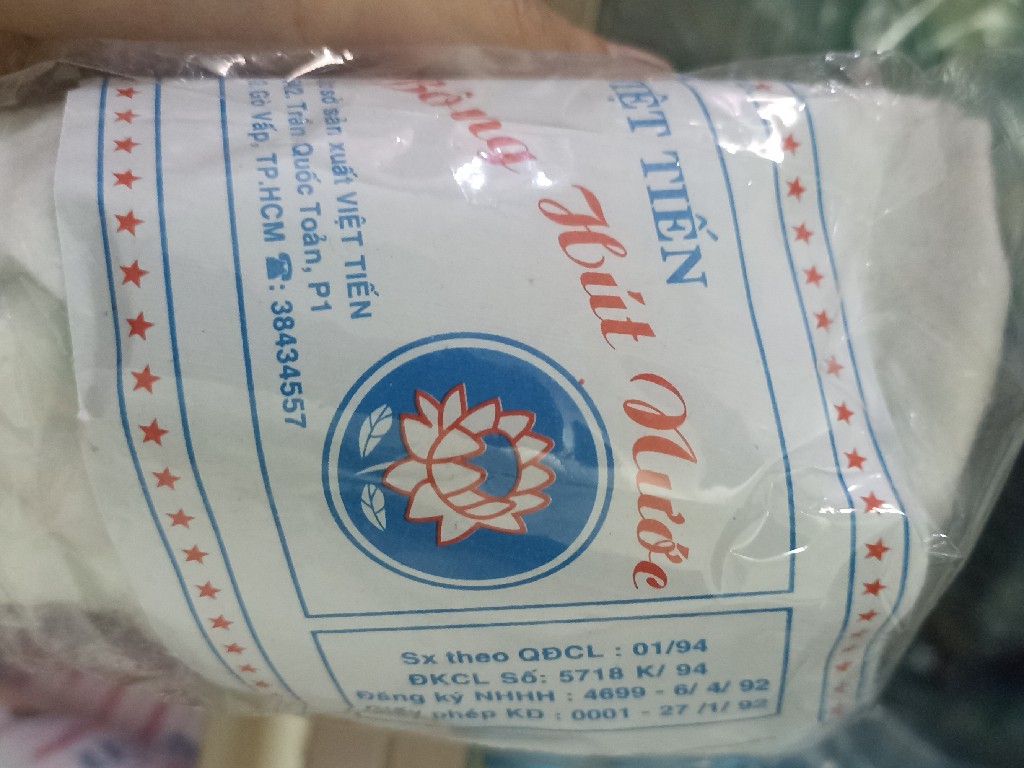 VIỆT TIẾN
Bông Hút Nước
sở sản xuất VIỆT TIẾN
Trần Quốc Toản, P1
Gò Vấp, TP.HCM ☎: 38434557
Sx theo QĐCL : 01/94
ĐKCL Số: 5718 K/ 94
Đăng ký NHHH : 4699 - 6/ 4/ 92
Giấy phép KD : 0001 - 27 /1/ 92